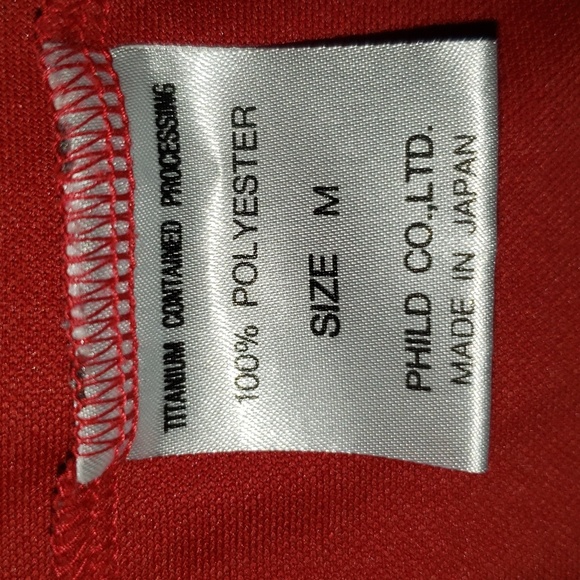 TITANIUM CONTAINED PROCESSING
100% POLYESTER
SIZE M
PHILD CO.,LTD.
MADE IN JAPAN